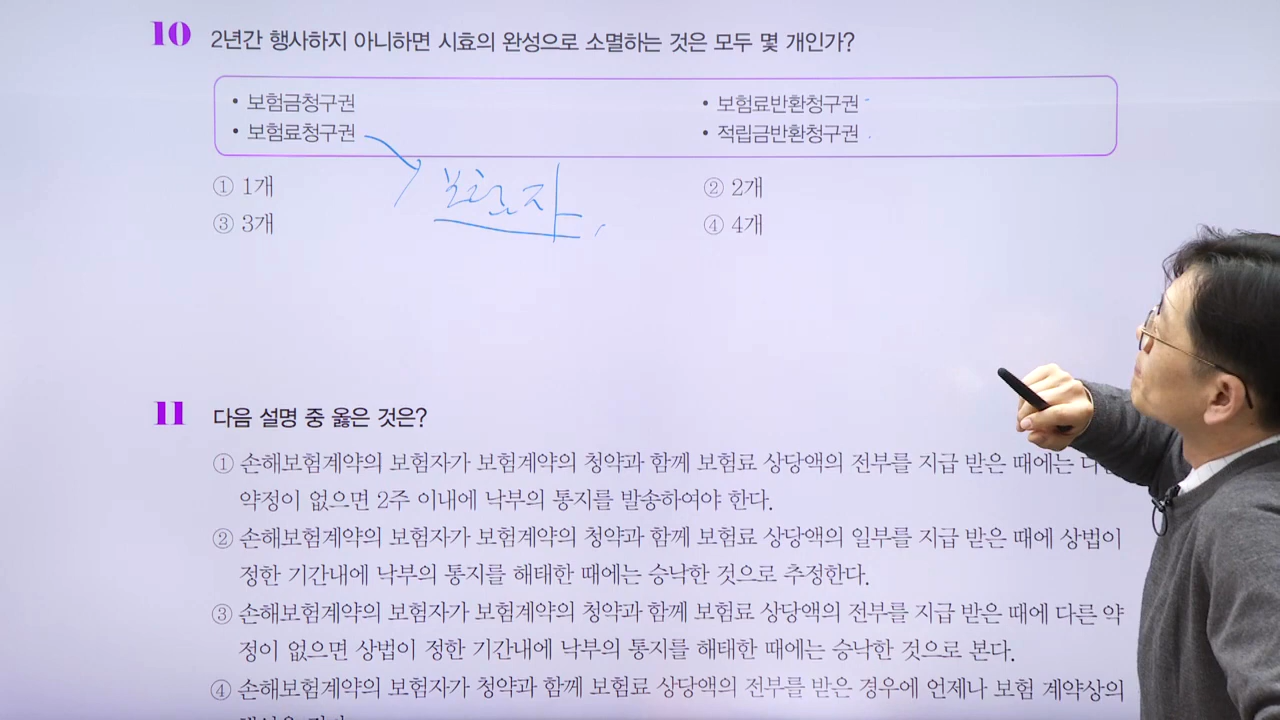 10 2년간 행사하지 아니하면 시효의 완성으로 소멸하는 것은 모두 몇 개인가?
• 보험금청구권 • 보험료반환청구권
• 보험료청구권 • 적립금반환청구권
보험자
① 1개 ② 2개
③ 3개 ④ 4개
11 다음 설명 중 옳은 것은?
① 손해보험계약의 보험자가 보험계약의 청약과 함께 보험료 상당액의 전부를 지급 받은 때에는
약정이 없으면 2주 이내에 낙부의 통지를 발송하여야 한다.
② 손해보험계약의 보험자가 보험계약의 청약과 함께 보험료 상당액의 일부를 지급 받은 때에 상법이
정한 기간내에 낙부의 통지를 해태한 때에는 승낙한 것으로 추정한다.
③ 손해보험계약의 보험자가 보험계약의 청약과 함께 보험료 상당액의 전부를 지급 받은 때에 다른 약
정이 없으면 상법이 정한 기간내에 낙부의 통지를 해태한 때에는 승낙한 것으로 본다.
④ 손해보험계약의 보험자가 청약과 함께 보험료 상당액의 전부를 받은 경우에 언제나 보험 계약상의